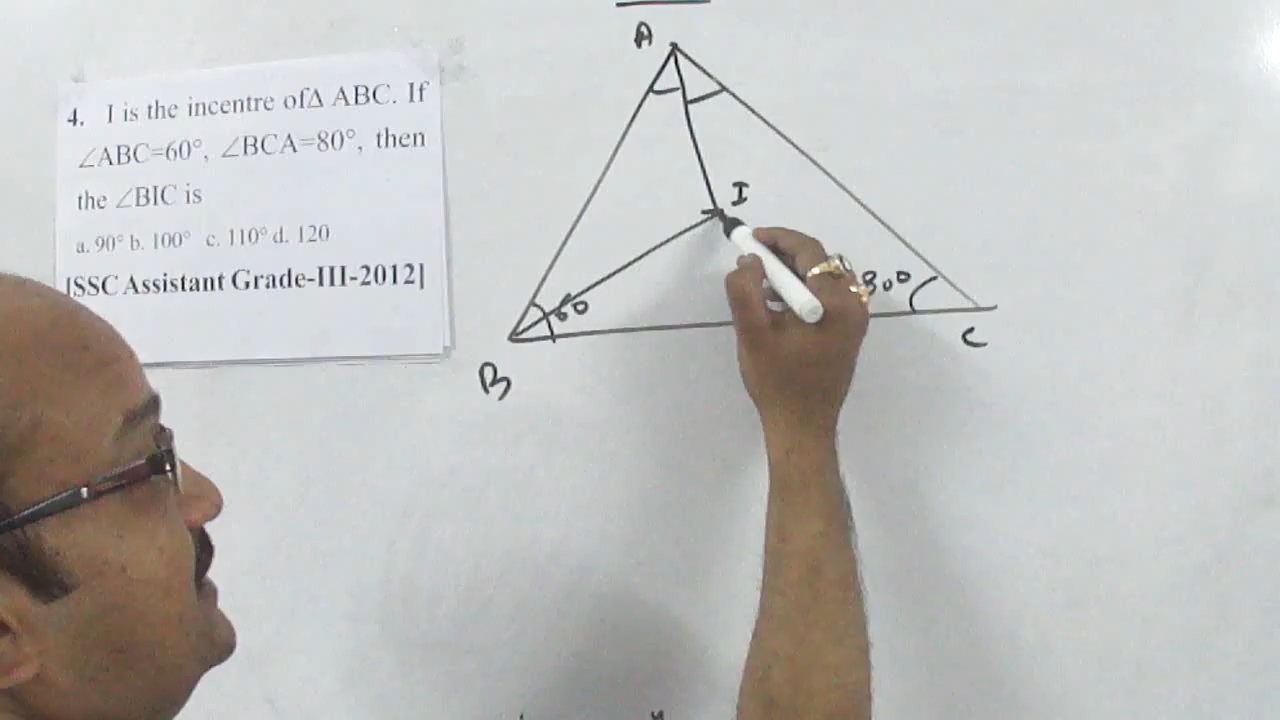 4. I is the incentre of∆ ABC. If
∠ABC=60°, ∠BCA=80°, then
the ∠BIC is
a. 90° b. 100° c. 110° d. 120
[SSC Assistant Grade-III-2012]
A
I
60
80°
B
C